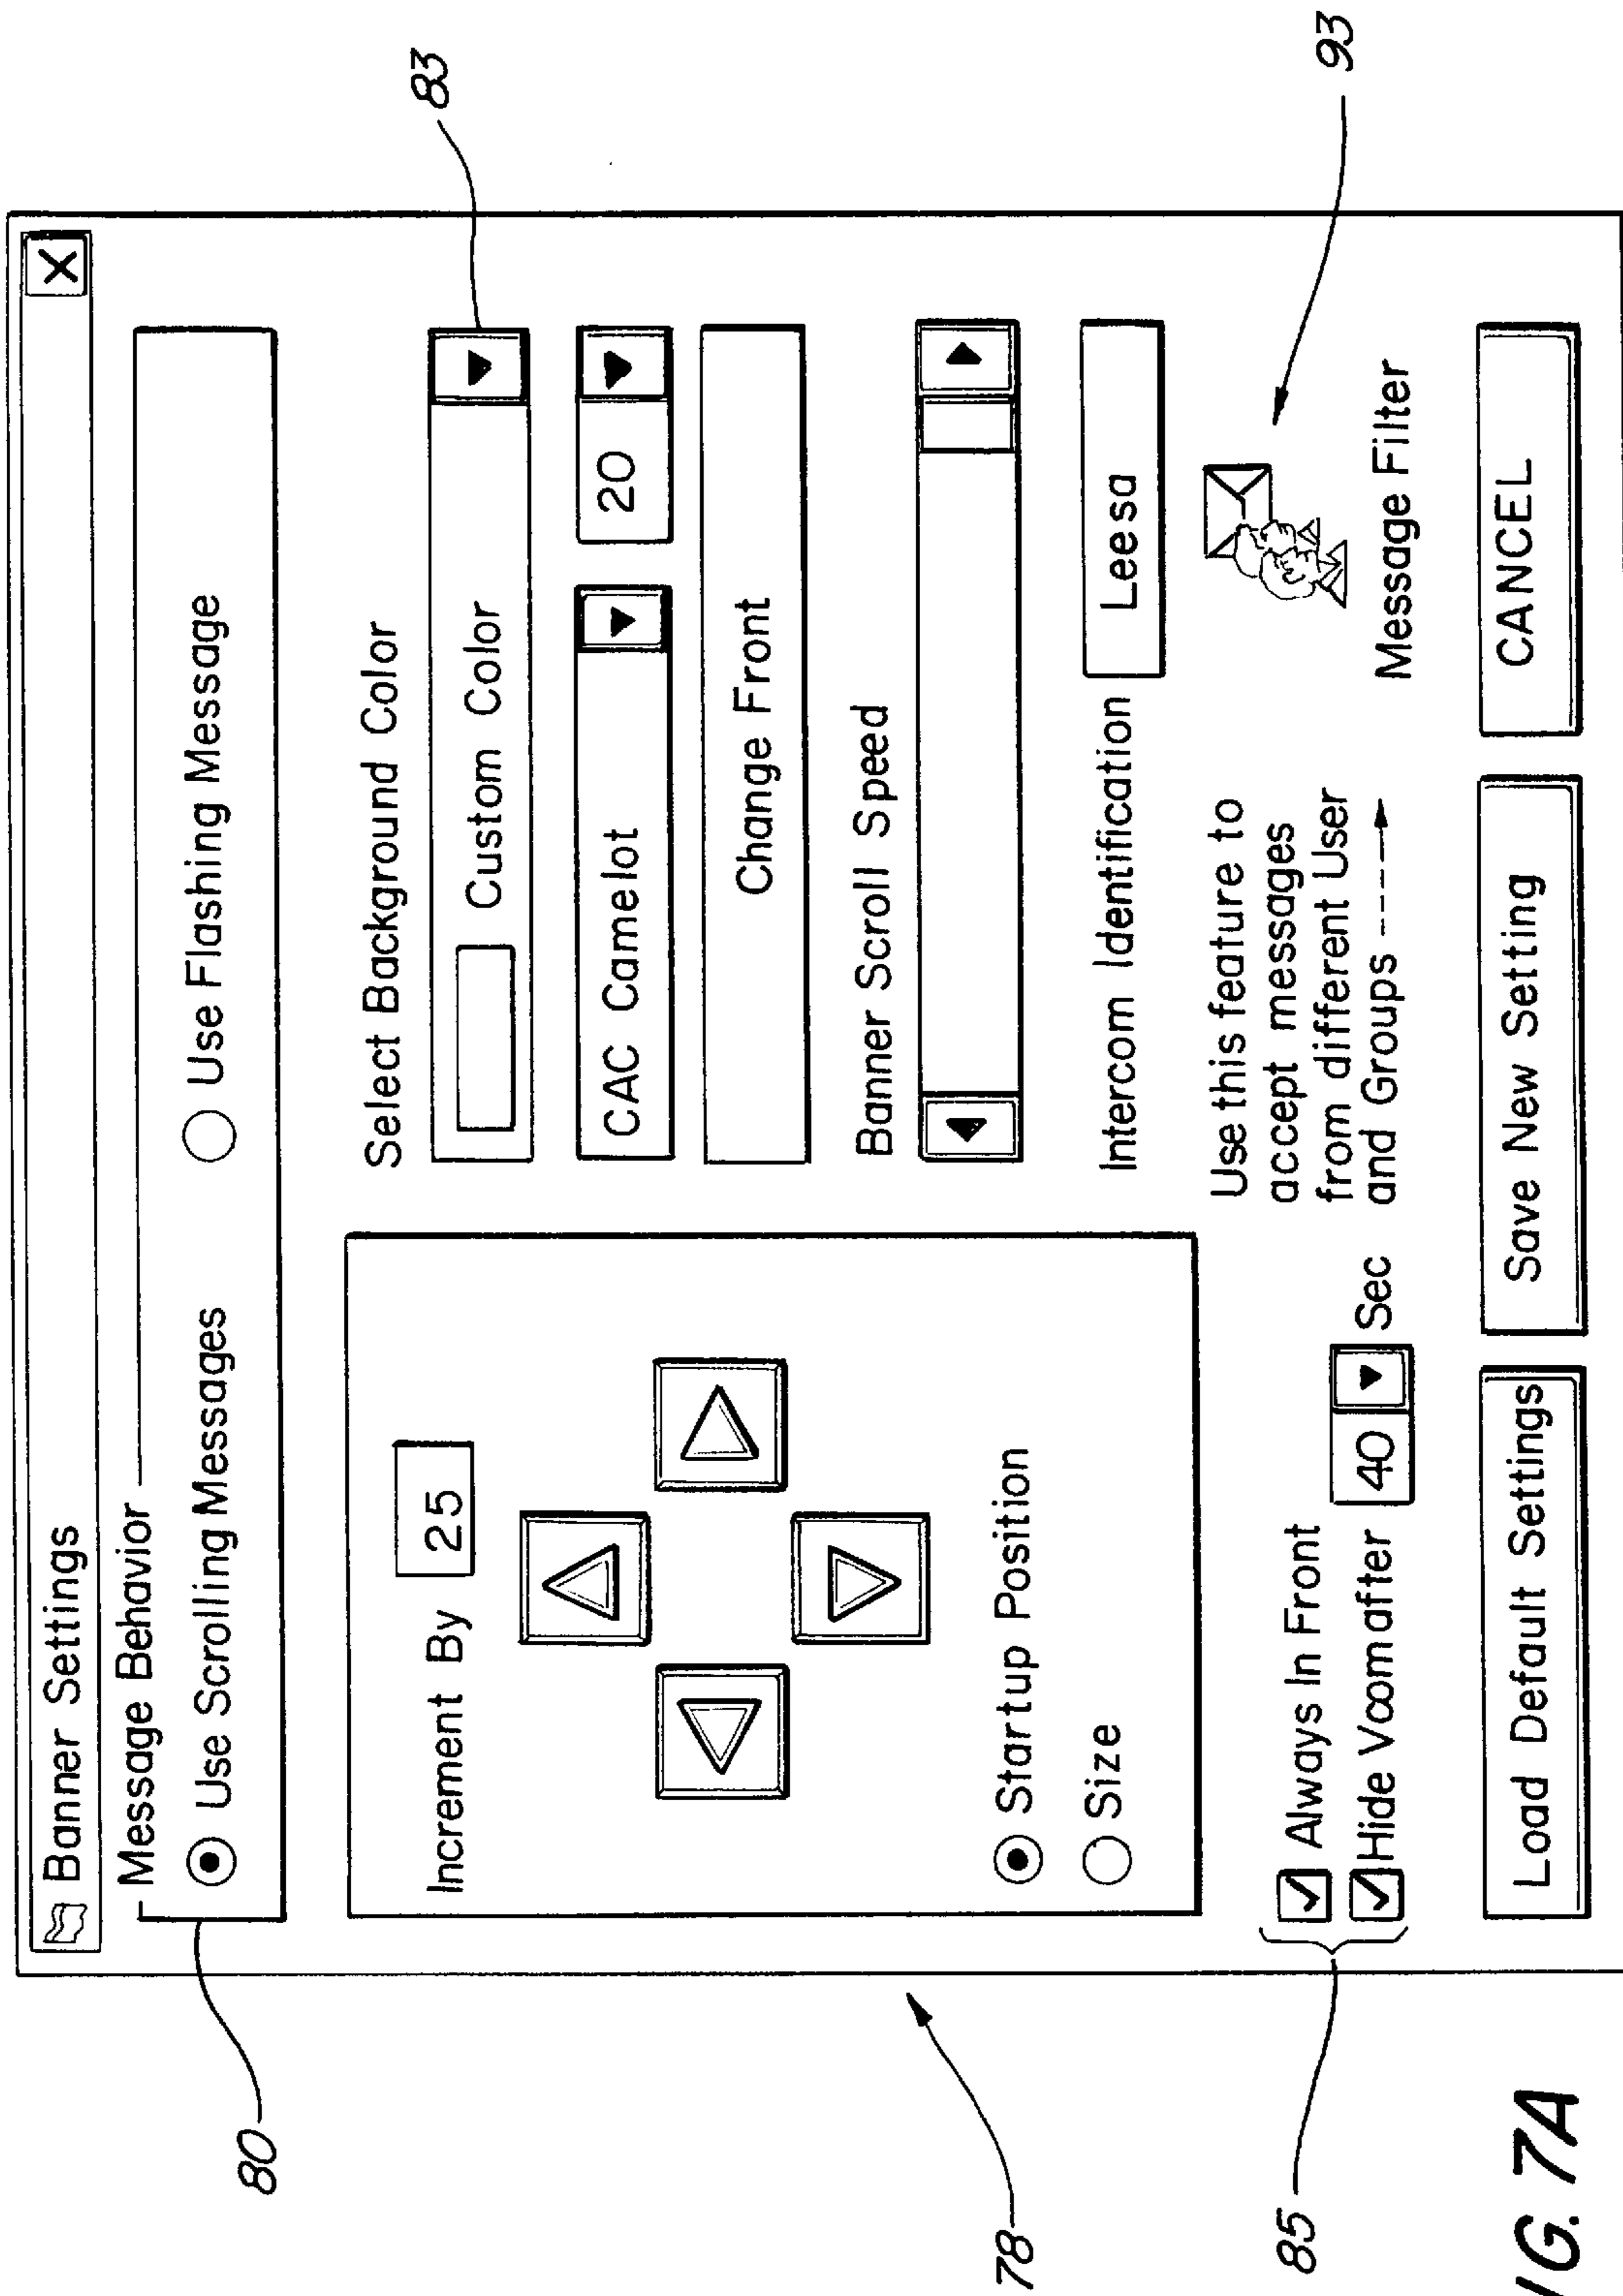 Banner Settings X
Message Behavior
Use Scrolling Messages Use Flashing Message
80
Increment By 25
Startup Position
Size
Select Background Color
Custom Color
83
CAC Camelot 20
Change Front
Banner Scroll Speed
Intercom Identification Leesa
78
Always In Front
Hide Vcomafter 40 Sec
85
Use this feature to
accept messages
from different User
and Groups
Message Filter
93
Load Default Settings Save New Setting CANCEL
IG. 7A